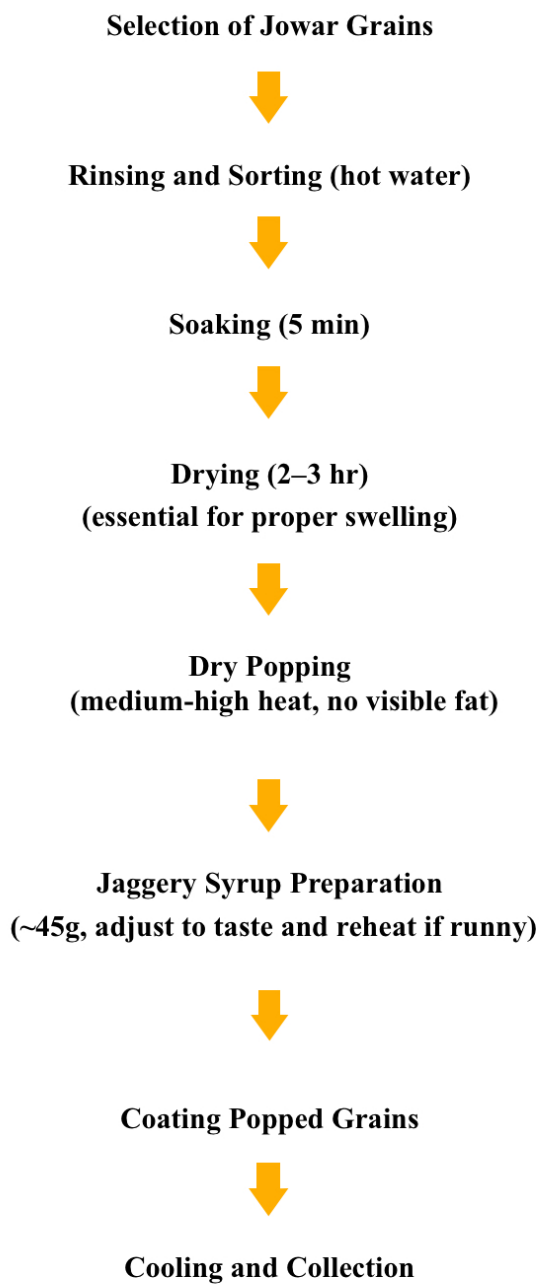 Selection of Jowar Grains
Rinsing and Sorting (hot water)
Soaking (5 min)
Drying (2–3 hr)
(essential for proper swelling)
Dry Popping
(medium-high heat, no visible fat)
Jaggery Syrup Preparation
(~45g, adjust to taste and reheat if runny)
Coating Popped Grains
Cooling and Collection